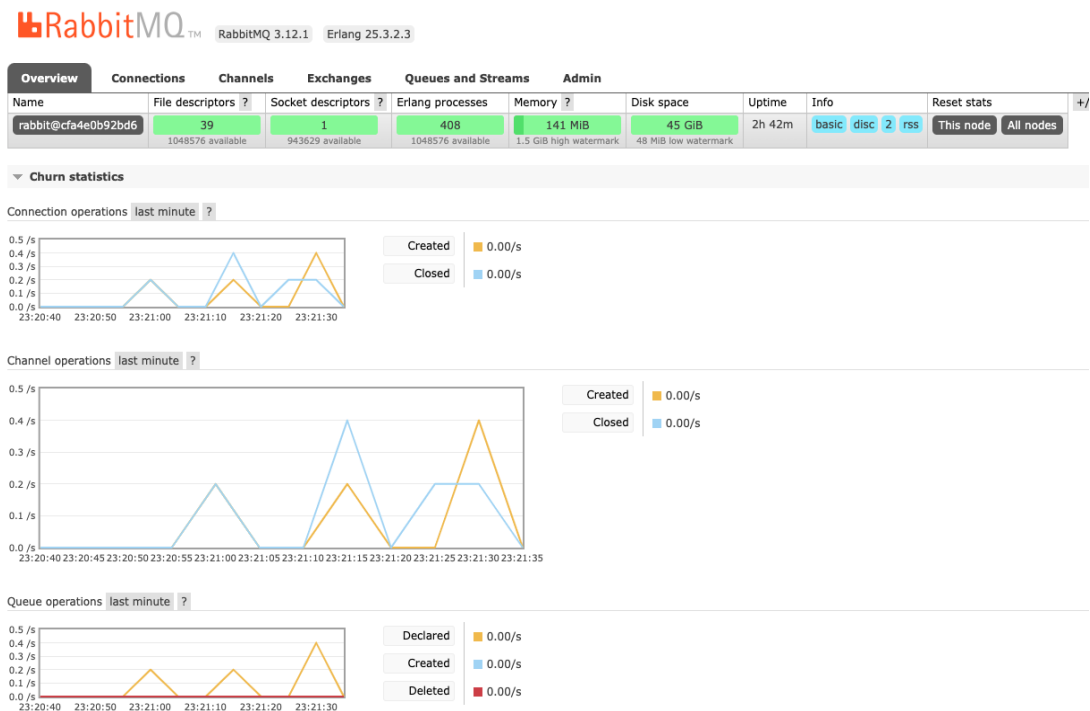 RabbitMQ TM RabbitMQ 3.12.1 Erlang 25.3.2.3
Overview Connections Channels Exchanges Queues and Streams Admin
Name File descriptors ? Socket descriptors ? Erlang processes Memory ? Disk space Uptime Info Reset stats +/
rabbit@cfa4e0b92bd6 39 1 408 141 MiB 45 GiB 2h 42m basic disc 2 rss This node All nodes
1048576 available 943629 available 1048576 available 1.5 GiB high watermark 48 MiB low watermark
Churn statistics
Connection operations last minute ?
0.5 /s
0.4 /s
0.3 /s
0.2 /s
0.1 /s
0.0 /s
23:20:40 23:20:50 23:21:00 23:21:10 23:21:20 23:21:30
Created 0.00/s
Closed 0.00/s
Channel operations last minute ?
0.5 /s
0.4 /s
0.3 /s
0.2 /s
0.1 /s
0.0 /s
23:20:40 23:20:45 23:20:50 23:20:55 23:21:00 23:21:05 23:21:10 23:21:15 23:21:20 23:21:25 23:21:30 23:21:35
Created 0.00/s
Closed 0.00/s
Queue operations last minute ?
0.5 /s
0.4 /s
0.3 /s
0.2 /s
0.1 /s
0.0 /s
23:20:40 23:20:50 23:21:00 23:21:10 23:21:20 23:21:30
Declared 0.00/s
Created 0.00/s
Deleted 0.00/s